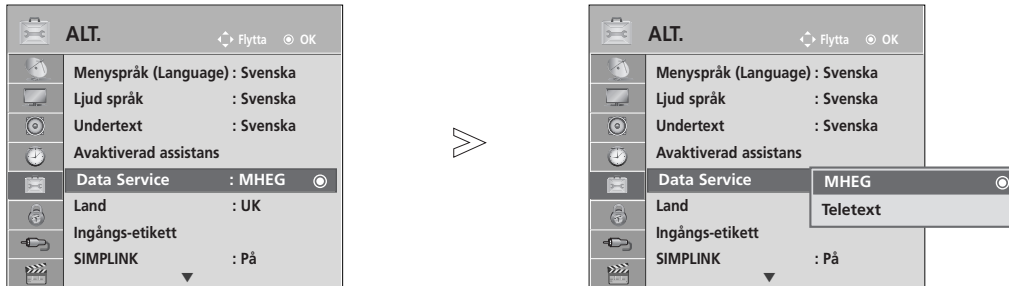 ALT.
Flytta OK
Menyspråk (Language) : Svenska
Ljud språk : Svenska
Undertext : Svenska
Avaktiverad assistans
Data Service : MHEG
Land : UK
Ingångs-etikett
SIMPLINK : På
ALT.
Flytta OK
Menyspråk (Language) : Svenska
Ljud språk : Svenska
Undertext : Svenska
Avaktiverad assistans
Data Service
MHEG
Land
Teletext
Ingångs-etikett
SIMPLINK : På